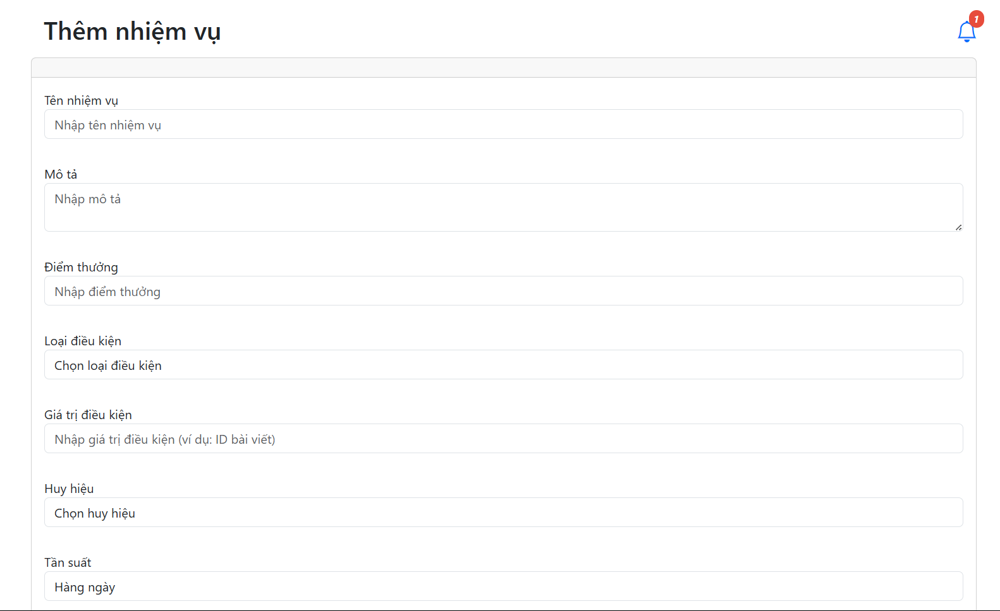 Thêm nhiệm vụ
1
Tên nhiệm vụ
Nhập tên nhiệm vụ
Mô tả
Nhập mô tả
Điểm thưởng
Nhập điểm thưởng
Loại điều kiện
Chọn loại điều kiện
Giá trị điều kiện
Nhập giá trị điều kiện (ví dụ: ID bài viết)
Huy hiệu
Chọn huy hiệu
Tần suất
Hàng ngày